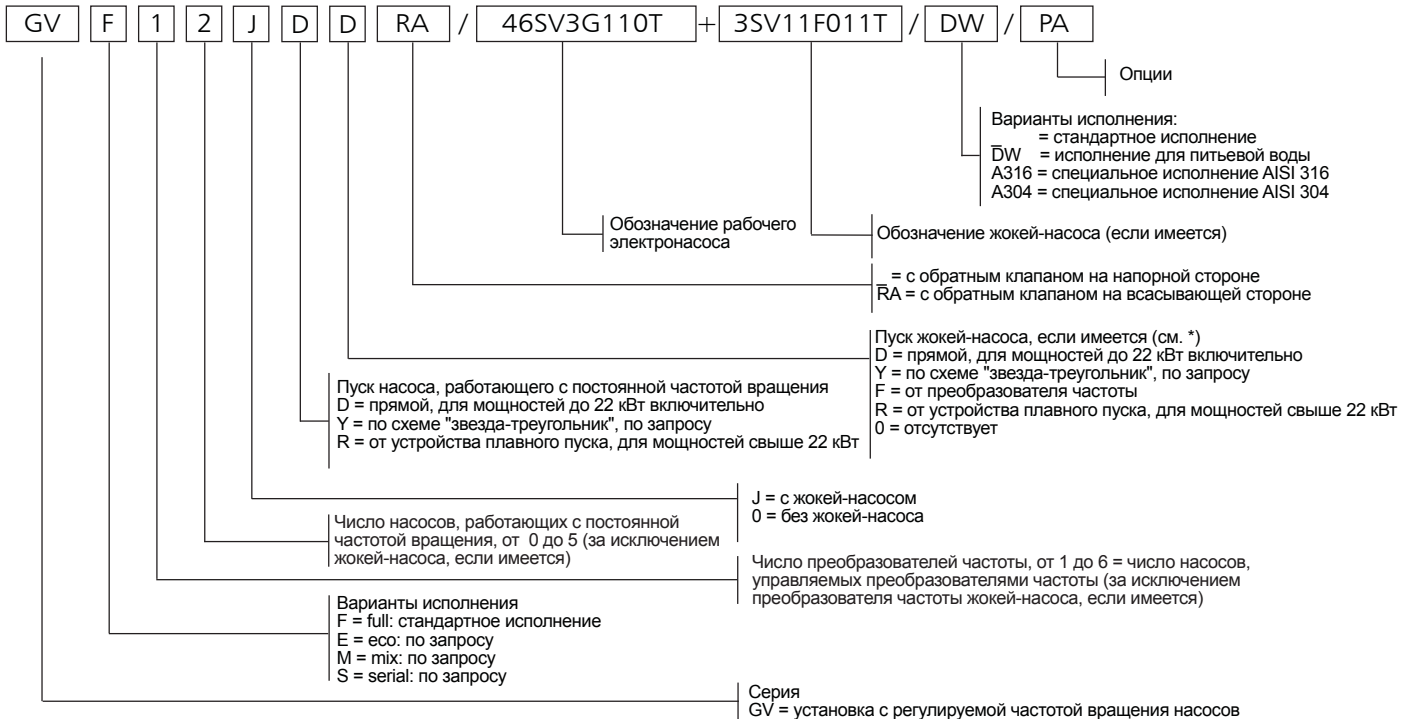 GV F 1 2 J D D RA / 46SV3G110T + 3SV11F011T / DW / PA
Опции
Варианты исполнения:
_ = стандартное исполнение
DW = исполнение для питьевой воды
A316 = специальное исполнение AISI 316
A304 = специальное исполнение AISI 304
Обозначение рабочего
электронасоса
Обозначение жокей-насоса (если имеется)
_ = с обратным клапаном на напорной стороне
RA = с обратным клапаном на всасывающей стороне
Пуск жокей-насоса, если имеется (см. *)
D = прямой, для мощностей до 22 кВт включительно
Y = по схеме "звезда-треугольник", по запросу
F = от преобразователя частоты
R = от устройства плавного пуска, для мощностей свыше 22 кВт
0 = отсутствует
Пуск насоса, работающего с постоянной частотой вращения
D = прямой, для мощностей до 22 кВт включительно
Y = по схеме "звезда-треугольник", по запросу
R = от устройства плавного пуска, для мощностей свыше 22 кВт
J = с жокей-насосом
0 = без жокей-насоса
Число насосов, работающих с постоянной
частотой вращения, от 0 до 5 (за исключением
жокей-насоса, если имеется)
Число преобразователей частоты, от 1 до 6 = число насосов,
управляемых преобразователями частоты (за исключением
преобразователя частоты жокей-насоса, если имеется)
Варианты исполнения
F = full: стандартное исполнение
E = eco: по запросу
M = mix: по запросу
S = serial: по запросу
Серия
GV = установка с регулируемой частотой вращения насосов